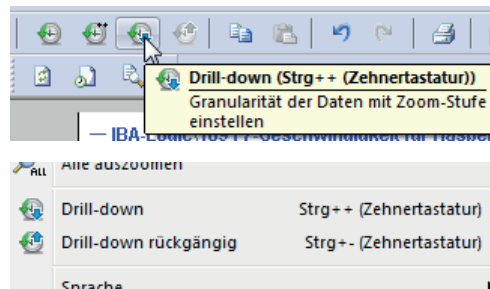 Drill-down (Strg++ (Zehnertastatur))
Granularität der Daten mit Zoom-Stufe
einstellen
ALL Alle auszoomen
Drill-down Strg++ (Zehnertastatur)
Drill-down rückgängig Strg+- (Zehnertastatur)
Sprache